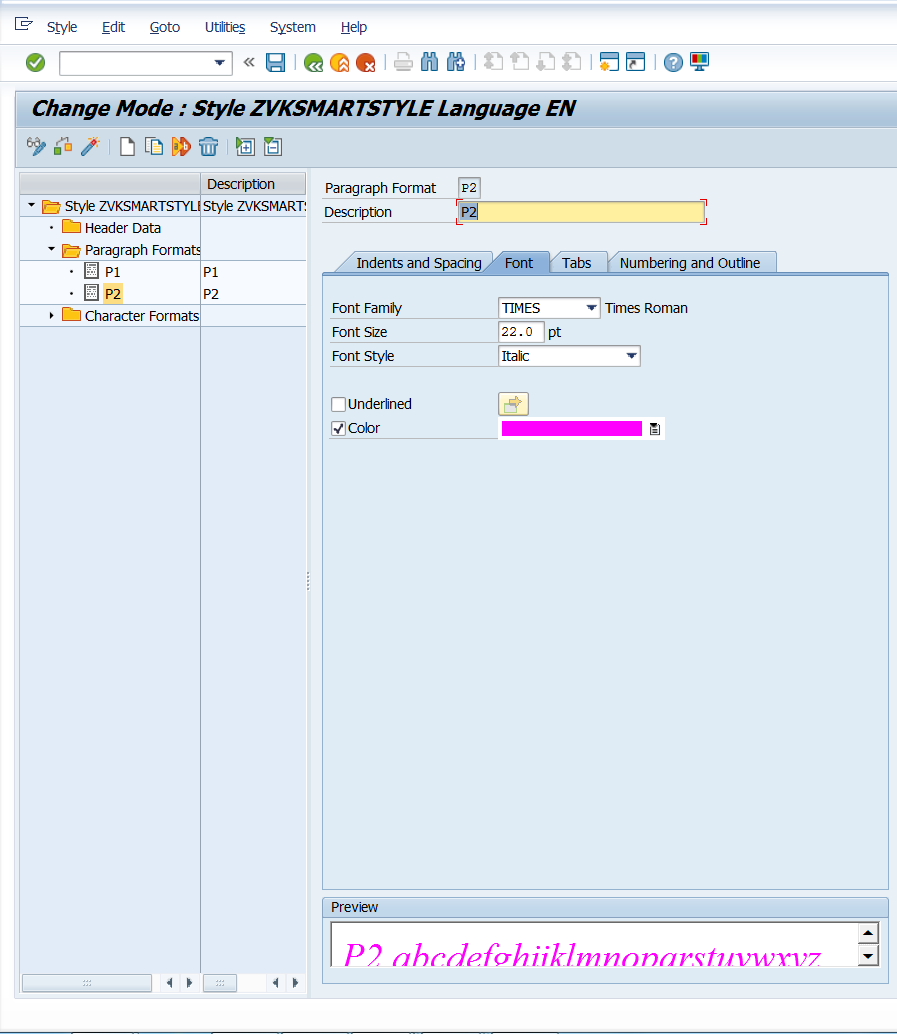 Style Edit Goto Utilities System Help
Change Mode : Style ZVKSMARTSTYLE Language EN
Description
Style ZVKSMARTSTYLE Style ZVKSMARTS
Header Data
Paragraph Formats
P1 P1
P2 P2
Character Formats
Paragraph Format P2
Description P2
Indents and Spacing Font Tabs Numbering and Outline
Font Family TIMES Times Roman
Font Size 22.0 pt
Font Style Italic
Underlined
Color
Preview
P2 abcdefghijklmnopqrstuvwxyz